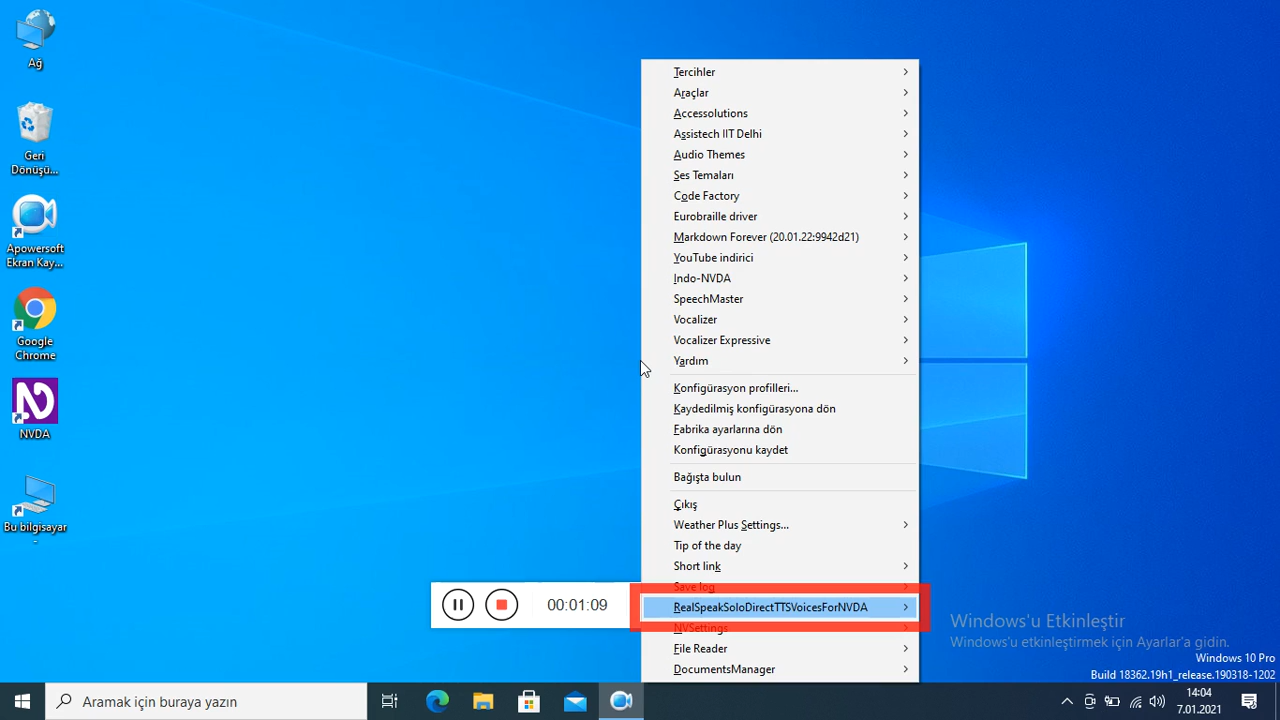 Ağ
Geri
Dönüşü...
Apowersoft
Ekran Kay...
Google
Chrome
NVDA
Bu bilgisayar
-
Tercihler
Araçlar
Accessolutions
Assistech IIT Delhi
Audio Themes
Ses Temaları
Code Factory
Eurobraille driver
Markdown Forever (20.01.22:9942d21)
YouTube indirici
Indo-NVDA
SpeechMaster
Vocalizer
Vocalizer Expressive
Yardım
Konfigürasyon profilleri...
Kaydedilmiş konfigürasyona dön
Fabrika ayarlarına dön
Konfigürasyonu kaydet
Bağışta bulun
Çıkış
Weather Plus Settings...
Tip of the day
Short link
Save log
RealSpeakSoloDirectTTSVoicesForNVDA
NVSettings
File Reader
DocumentsManager
00:01:09
Windows'u Etkinleştir
Windows'u etkinleştirmek için Ayarlar'a gidin.
Windows 10 Pro
Build 18362.19h1_release.190318-1202
Aramak için buraya yazın
14:04
7.01.2021